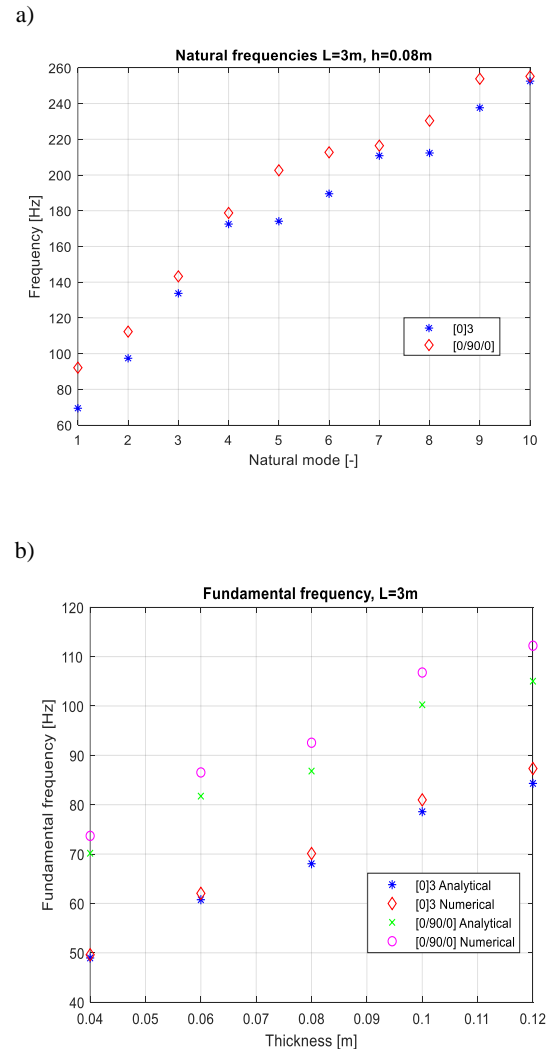 a)
Natural frequencies L=3m, h=0.08m
260
240
220
200
180
160
140
120
100
80
60
Frequency [Hz]
[0]3
[0/90/0]
1 2 3 4 5 6 7 8 9 10
Natural mode [-]
b)
Fundamental frequency, L=3m
120
110
100
90
80
70
60
50
40
Fundamental frequency [Hz]
[0]3 Analytical
[0]3 Numerical
[0/90/0] Analytical
[0/90/0] Numerical
0.04 0.05 0.06 0.07 0.08 0.09 0.1 0.11 0.12
Thickness [m]